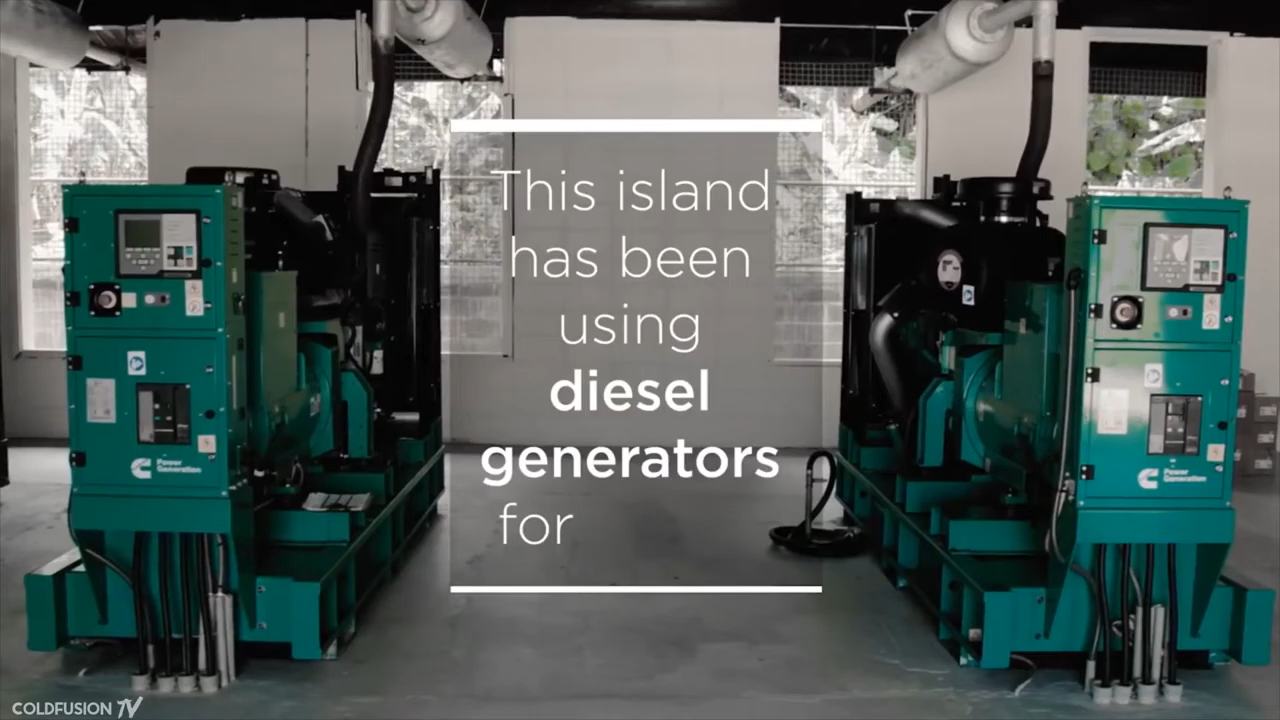 This island
has been
using
diesel
generators
for
Power
Generation
Power
Generation
COLDFUSION TV